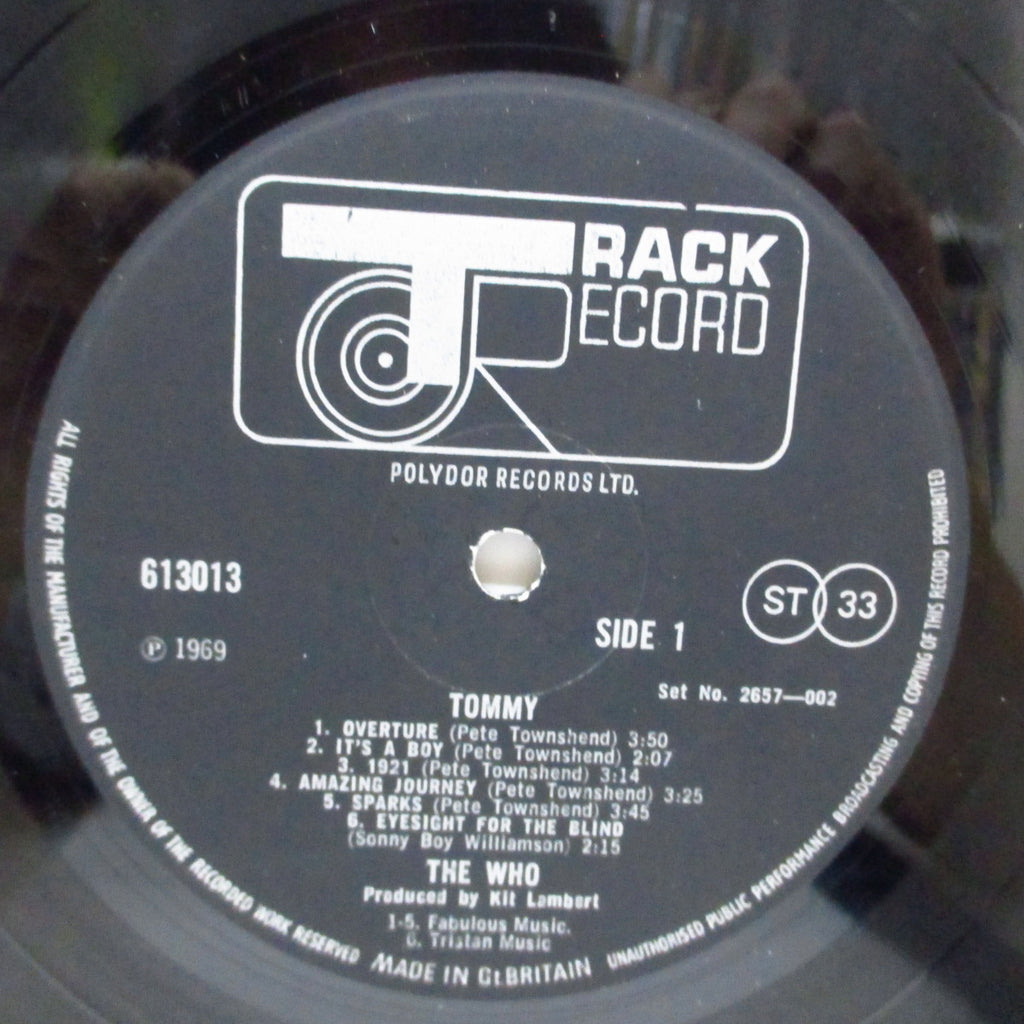 TRACK
RECORD
POLYDOR RECORDS LTD.
613013
ST 33
SIDE 1
℗ 1969
Set No. 2657—002
TOMMY
1. OVERTURE (Pete Townshend) 3:50
2. IT'S A BOY (Pete Townshend) 2:07
3. 1921 (Pete Townshend) 3:14
4. AMAZING JOURNEY (Pete Townshend) 3:25
5. SPARKS (Pete Townshend) 3:45
6. EYESIGHT FOR THE BLIND
(Sonny Boy Williamson) 2:15
THE WHO
Produced by Kit Lambert
1-5. Fabulous Music.
6. Tristan Music
ALL RIGHTS OF THE MANUFACTURER AND OF THE OWNER OF THE RECORDED WORK RESERVED
MADE IN Gt.BRITAIN
UNAUTHORISED PUBLIC PERFORMANCE BROADCASTING AND COPYING OF THIS RECORD PROHIBITED